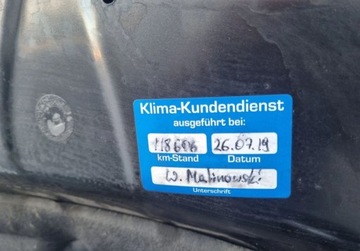 Klima-Kundendienst
ausgeführt bei:
118606 26.07.19
km-Stand Datum
W. Malinowski
Unterschrift